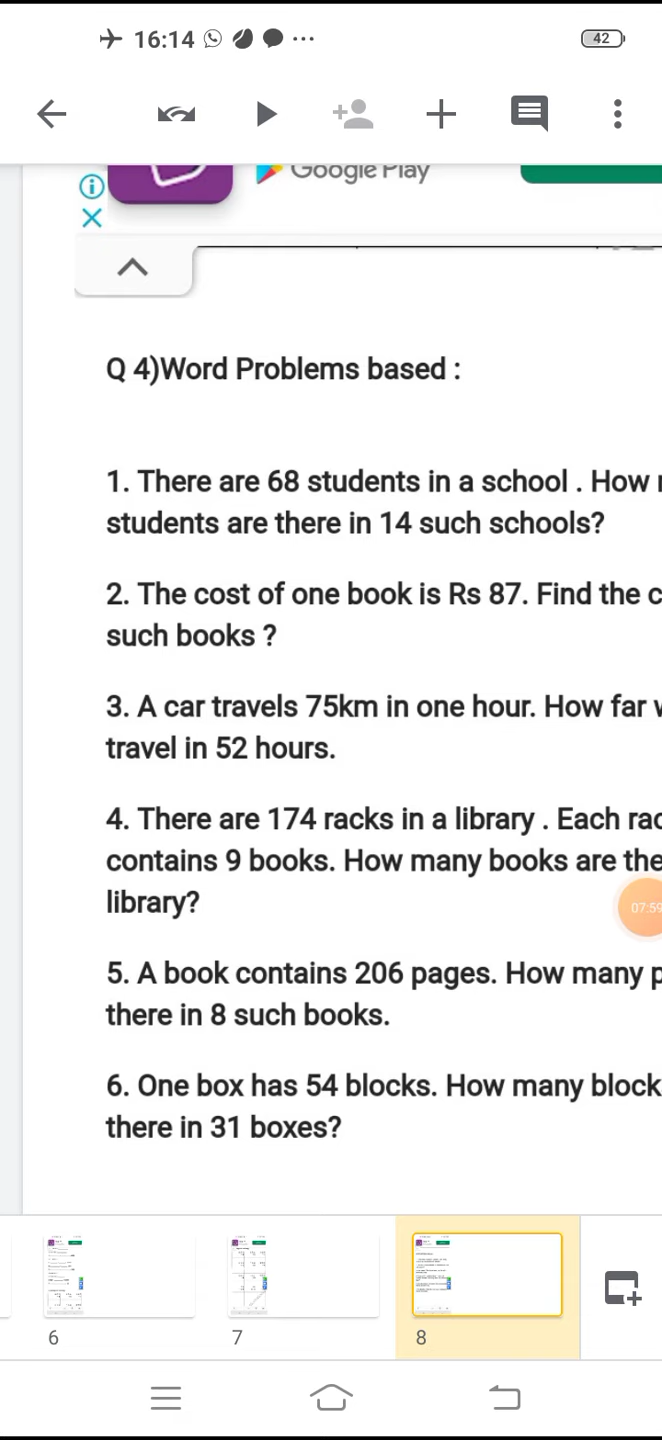 16:14
42
Google Play
Q 4)Word Problems based :
1. There are 68 students in a school . How
students are there in 14 such schools?
2. The cost of one book is Rs 87. Find the
such books ?
3. A car travels 75km in one hour. How far
travel in 52 hours.
4. There are 174 racks in a library . Each
contains 9 books. How many books are
library?
07:59
5. A book contains 206 pages. How many
there in 8 such books.
6. One box has 54 blocks. How many block
there in 31 boxes?
6
7
8